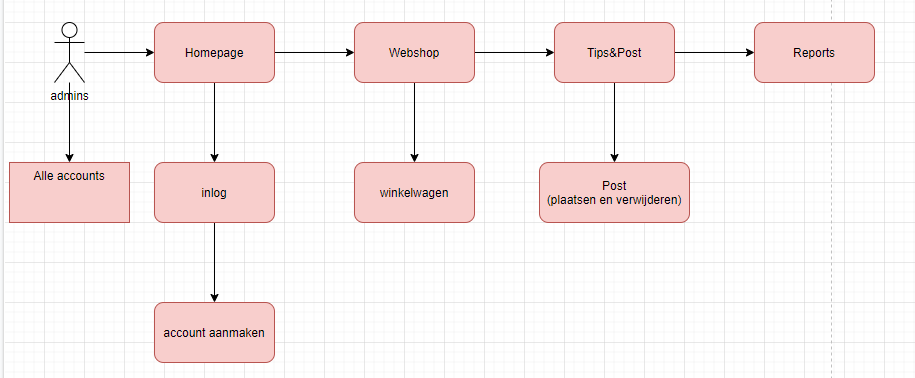 Homepage
Webshop
Tips&Post
Reports
admins
Alle accounts
inlog
winkelwagen
Post
(plaatsen en verwijderen)
account aanmaken